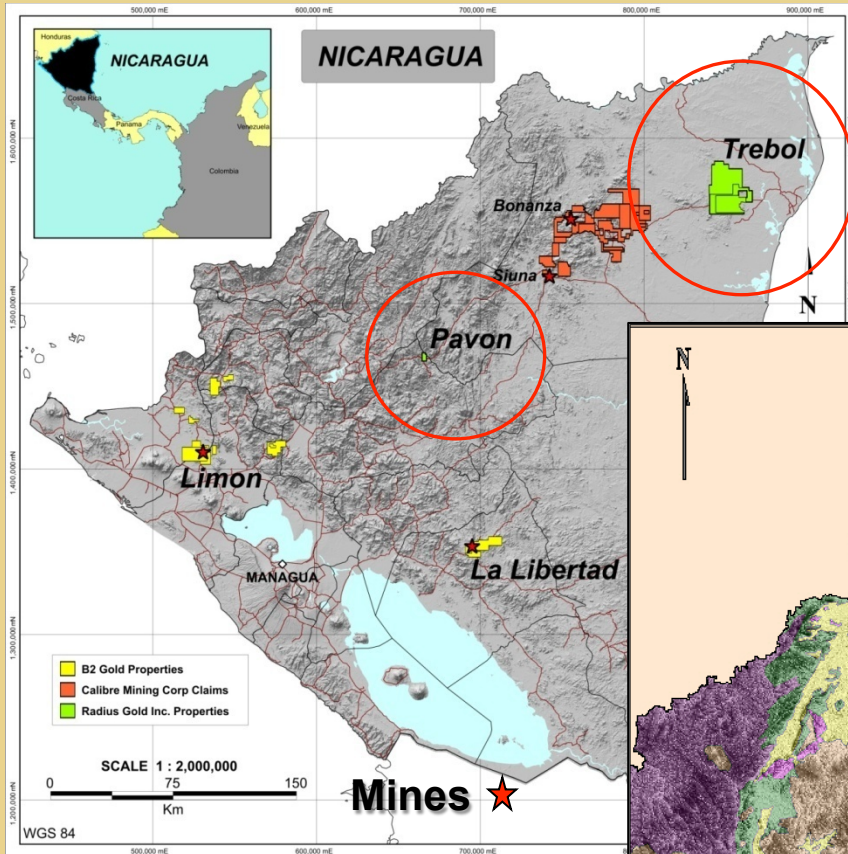 500,000 mE 600,000 mE 700,000 mE 800,000 mE 900,000 mE
Honduras
NICARAGUA
Costa Rica
Panama
Venezuela
Colombia
NICARAGUA
1,600,000 mN
Trebol
Bonanza
Siuna
N
1,500,000 mN
1,500,000 mN
Pavon
N
1,400,000 mN
Limon
La Libertad
MANAGUA
1,300,000 mN
B2 Gold Properties
Calibre Mining Corp Claims
Radius Gold Inc. Properties
SCALE 1 : 2,000,000
0 75 150
Km
Mines
1,200,000 mN
WGS 84
500,000 mE 600,000 mE 700,000 mE